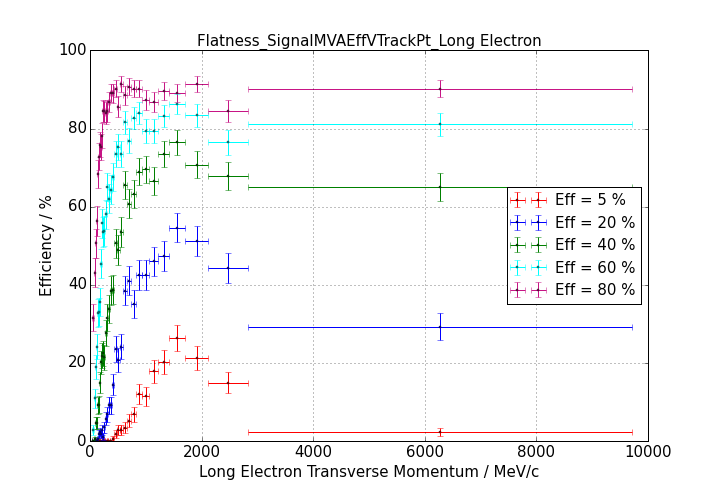 Flatness_SignalMVAEffVTrackPt_Long Electron
100
80
60
40
20
0
Efficiency / %
Eff = 5 %
Eff = 20 %
Eff = 40 %
Eff = 60 %
Eff = 80 %
0 2000 4000 6000 8000 10000
Long Electron Transverse Momentum / MeV/c